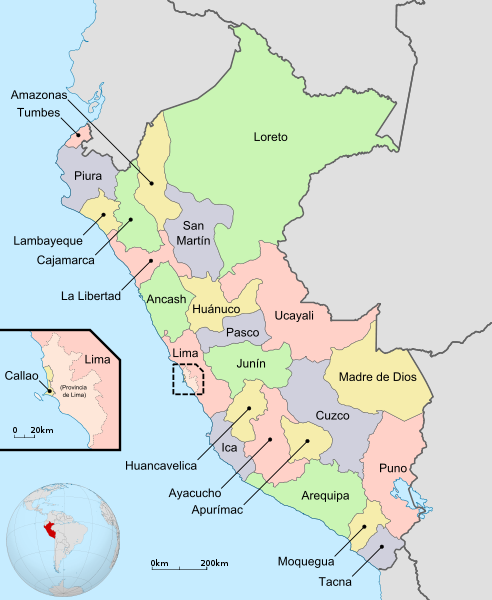 Amazonas
Tumbes
Loreto
Piura
San
Martín
Lambayeque
Cajamarca
La Libertad
Ancash
Huánuco
Ucayali
Pasco
Lima
Lima
Junín
Callao
(Provincia
de Lima)
Madre de Dios
Cuzco
0 20km
Ica
Huancavelica
Puno
Ayacucho
Apurímac
Arequipa
Moquegua
Tacna
0km 200km